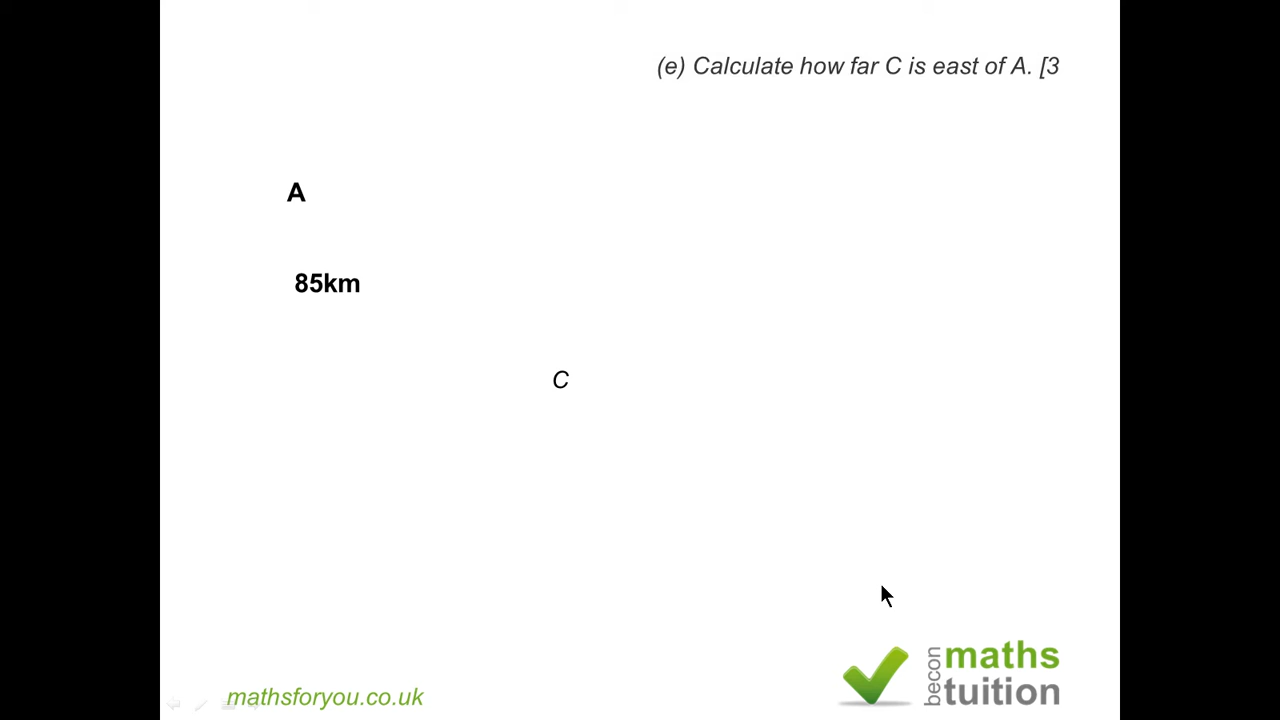 (e) Calculate how far C is east of A. [3
A
85km
C
mathsforyou.co.uk
becon
maths
tuition